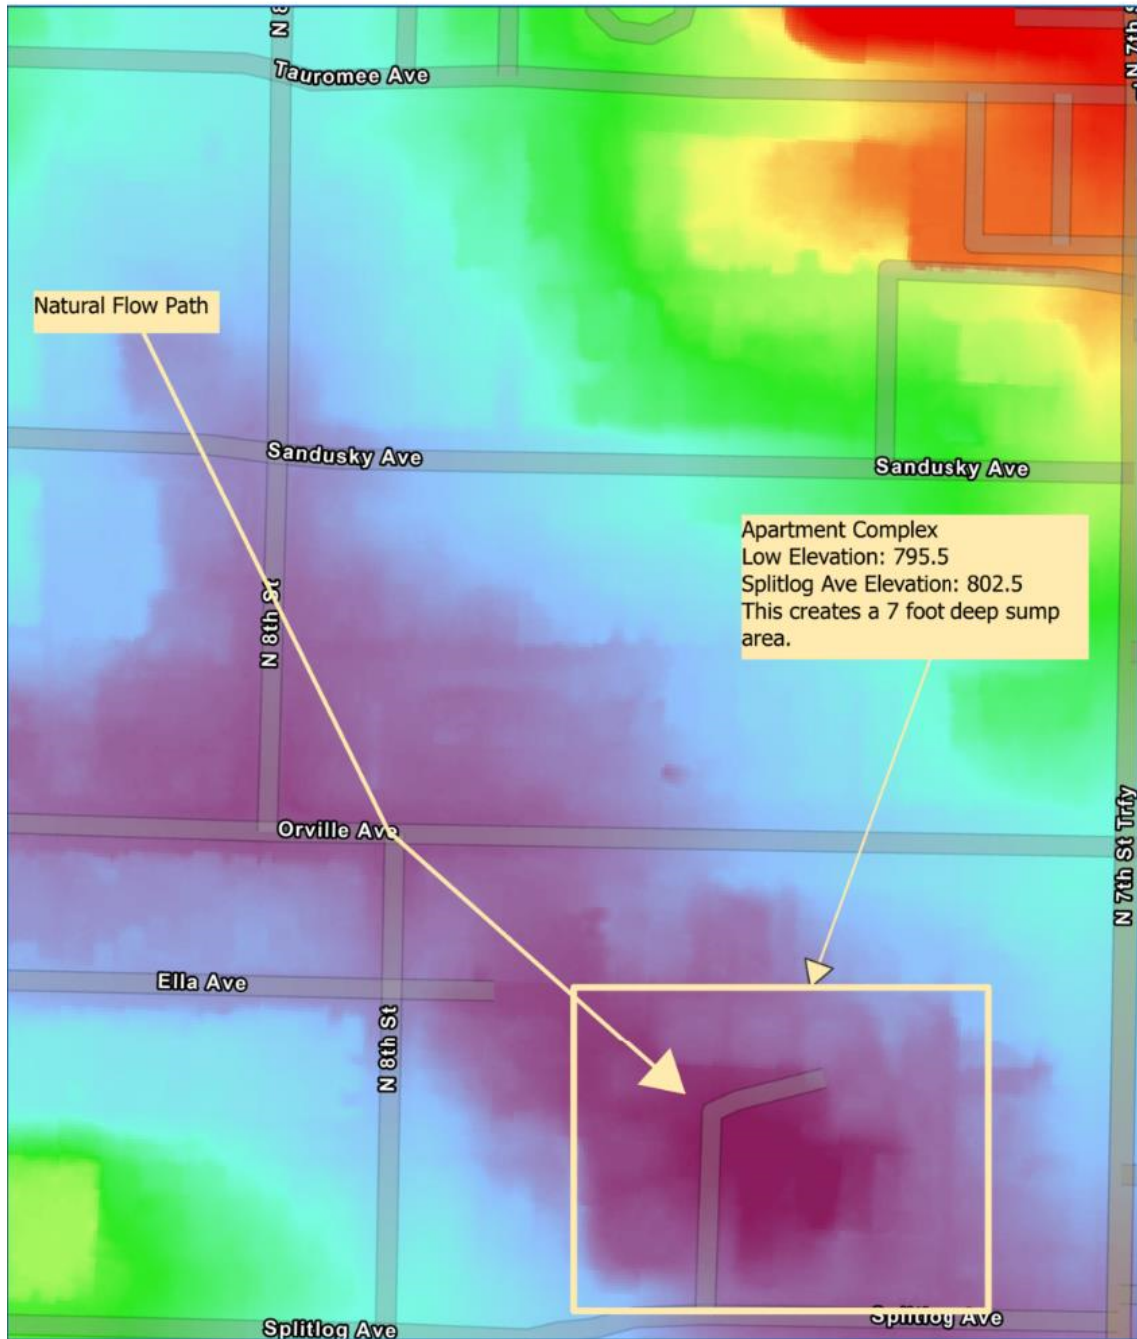 N 8
N 7th S
Tauromee Ave
Natural Flow Path
Sandusky Ave
Sandusky Ave
Apartment Complex
Low Elevation: 795.5
Splitlog Ave Elevation: 802.5
This creates a 7 foot deep sump
area.
N 8th St
Orville Ave
N 7th St Trfy
Ella Ave
N 8th St
Splitlog Ave
Splitlog Ave